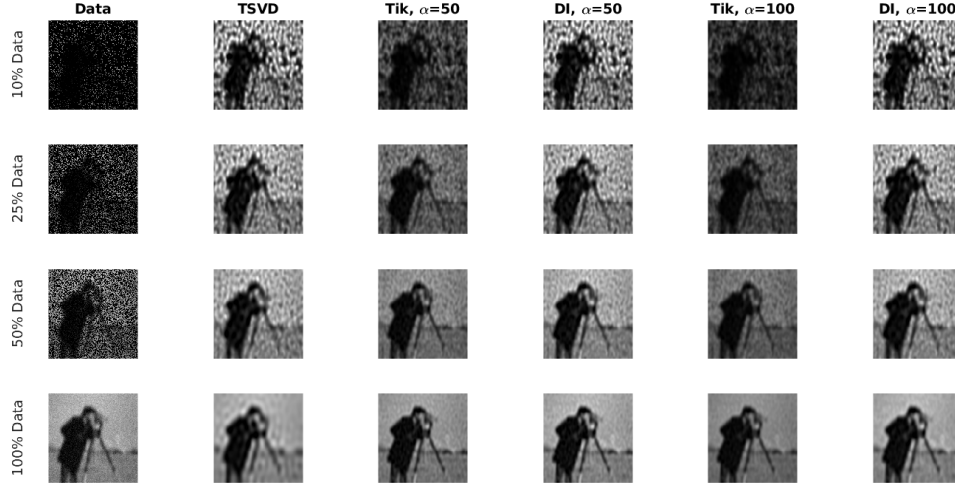 Data TSVD Tik, α=50 DI, α=50 Tik, α=100 DI, α=100
10% Data
25% Data
50% Data
100% Data